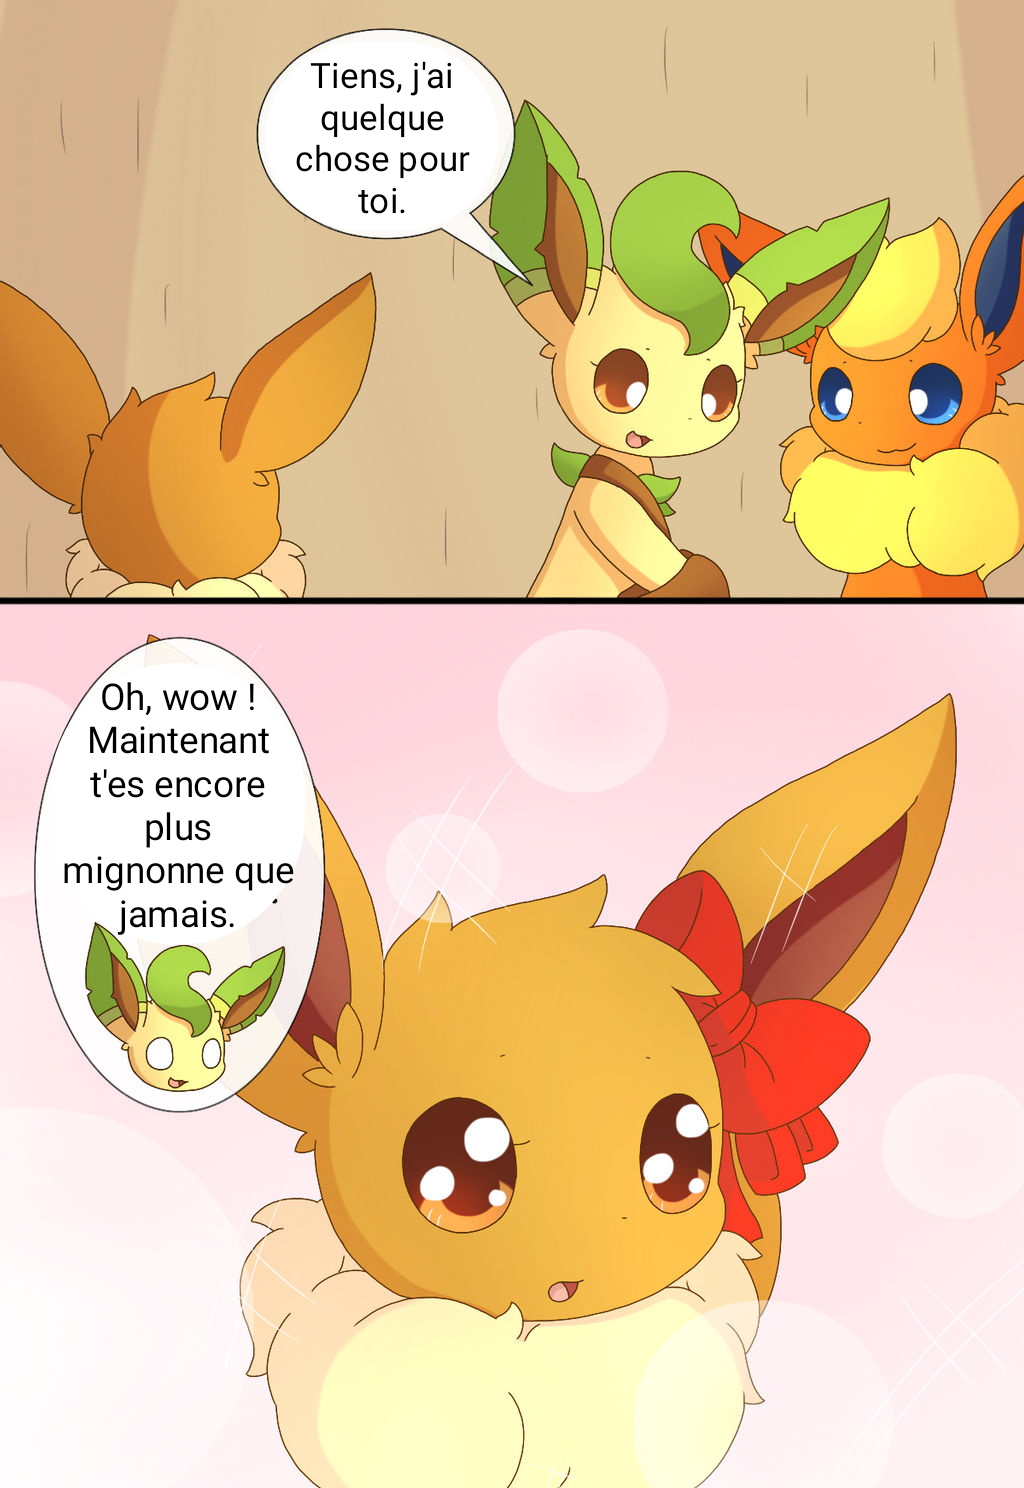 Tiens, j'ai
quelque
chose pour
toi.
Oh, wow !
Maintenant
t'es encore
plus
mignonne que
jamais.